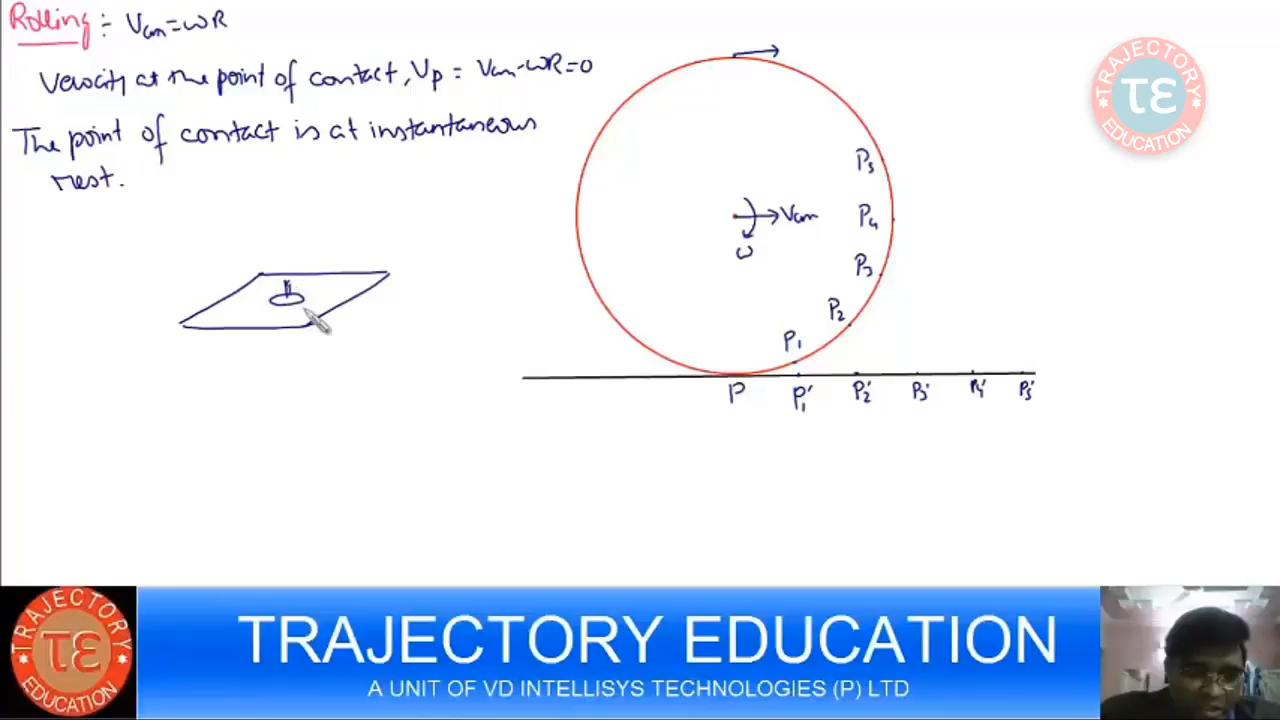 Rolling :- Vcm = ωR
Velocity at the point of contact, Vp = Vcm - ωR = 0
The point of contact is at instantaneous
rest.
Vcm
ω
P5
P4
P3
P2
P1
P
P1'
P2'
P3'
P4'
P5'
TRAJECTORY
τε
EDUCATION
TRAJECTORY
τε
EDUCATION
TRAJECTORY EDUCATION
A UNIT OF VD INTELLISYS TECHNOLOGIES (P) LTD